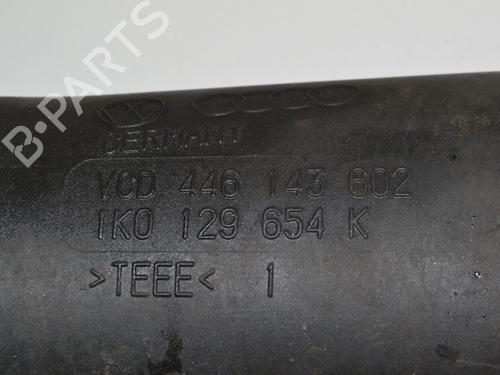 B-PARTS
GERMANY
VCD 446 143 602
1K0 129 654 K
>TEEE< 1